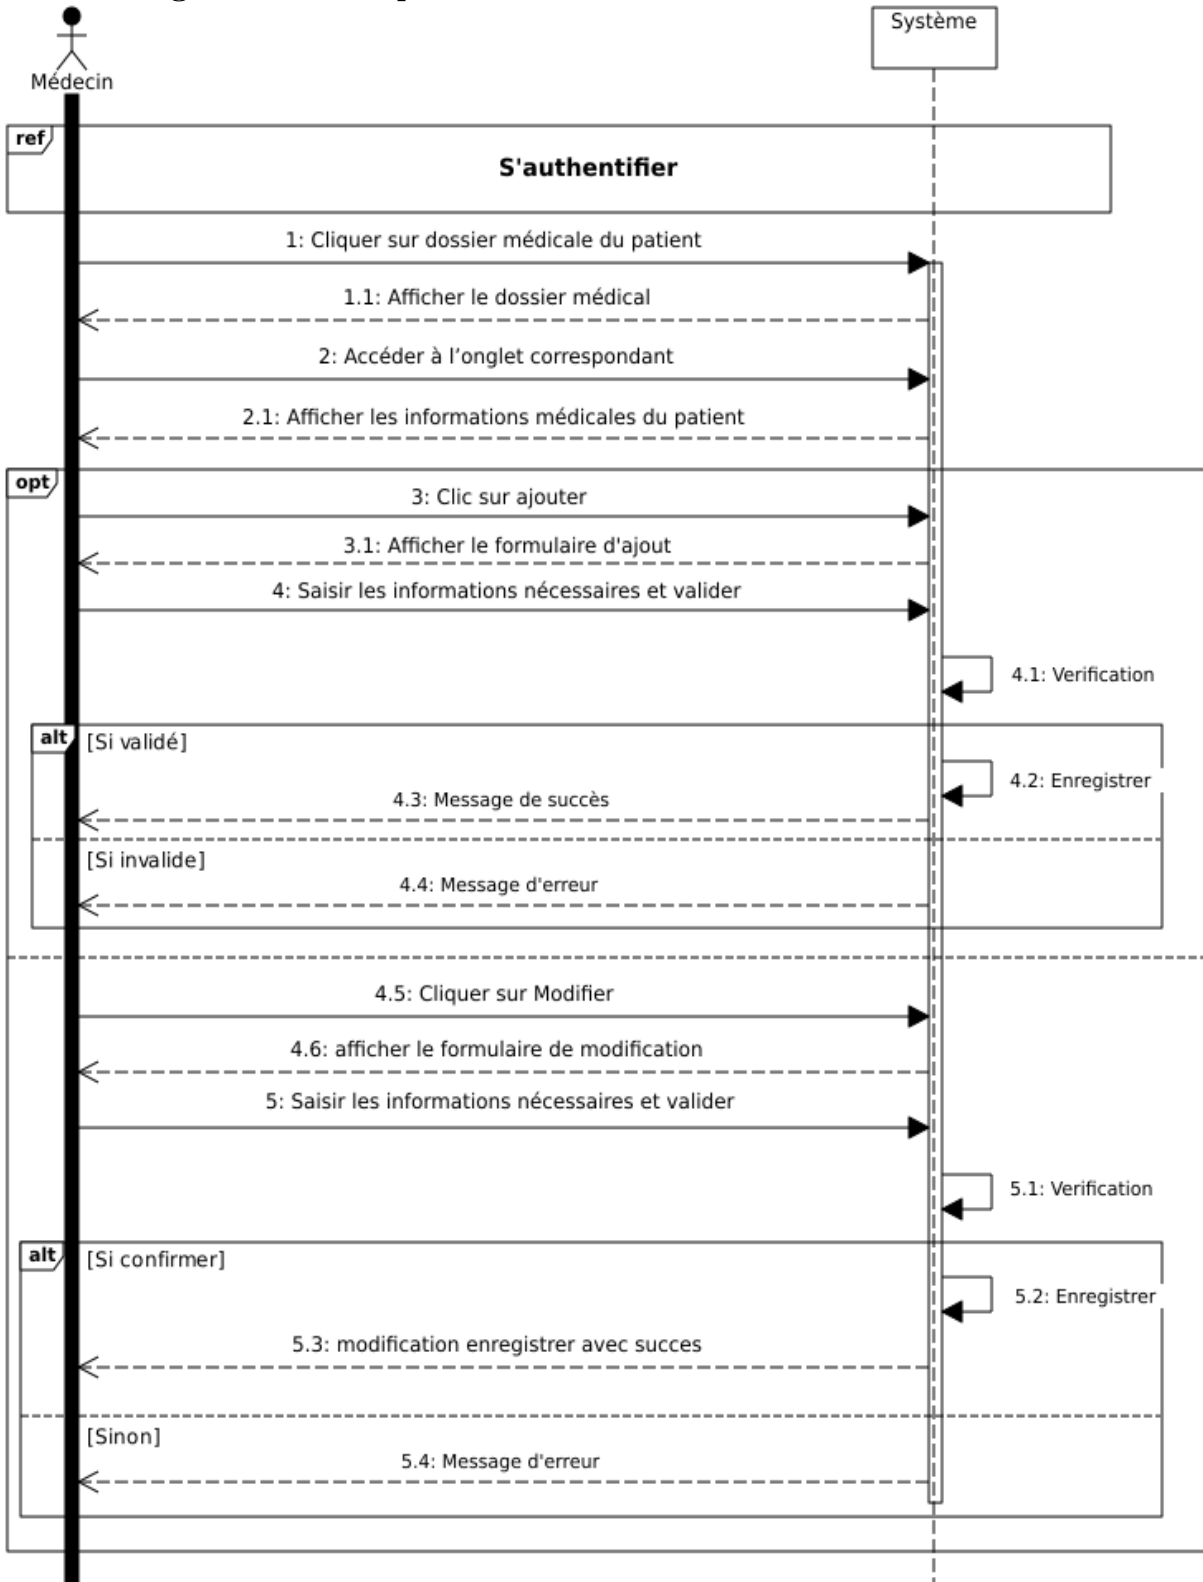 Système
Médecin
ref
S'authentifier
1: Cliquer sur dossier médicale du patient
1.1: Afficher le dossier médical
2: Accéder à l’onglet correspondant
2.1: Afficher les informations médicales du patient
opt
3: Clic sur ajouter
3.1: Afficher le formulaire d'ajout
4: Saisir les informations nécessaires et valider
4.1: Verification
alt
[Si validé]
4.2: Enregistrer
4.3: Message de succès
[Si invalide]
4.4: Message d'erreur
4.5: Cliquer sur Modifier
4.6: afficher le formulaire de modification
5: Saisir les informations nécessaires et valider
5.1: Verification
alt
[Si confirmer]
5.2: Enregistrer
5.3: modification enregistrer avec succes
[Sinon]
5.4: Message d'erreur